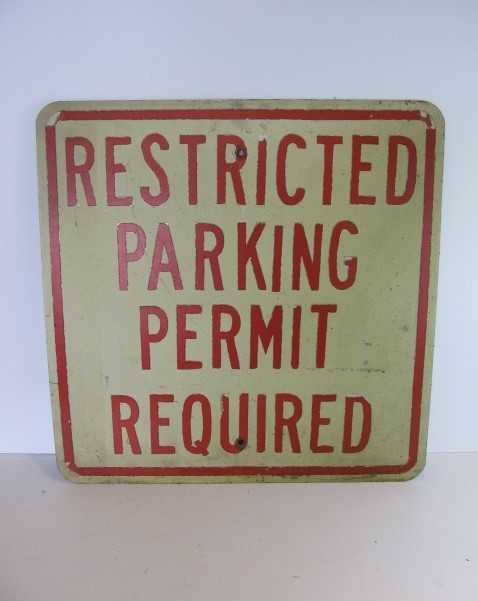 RESTRICTED
PARKING
PERMIT
REQUIRED